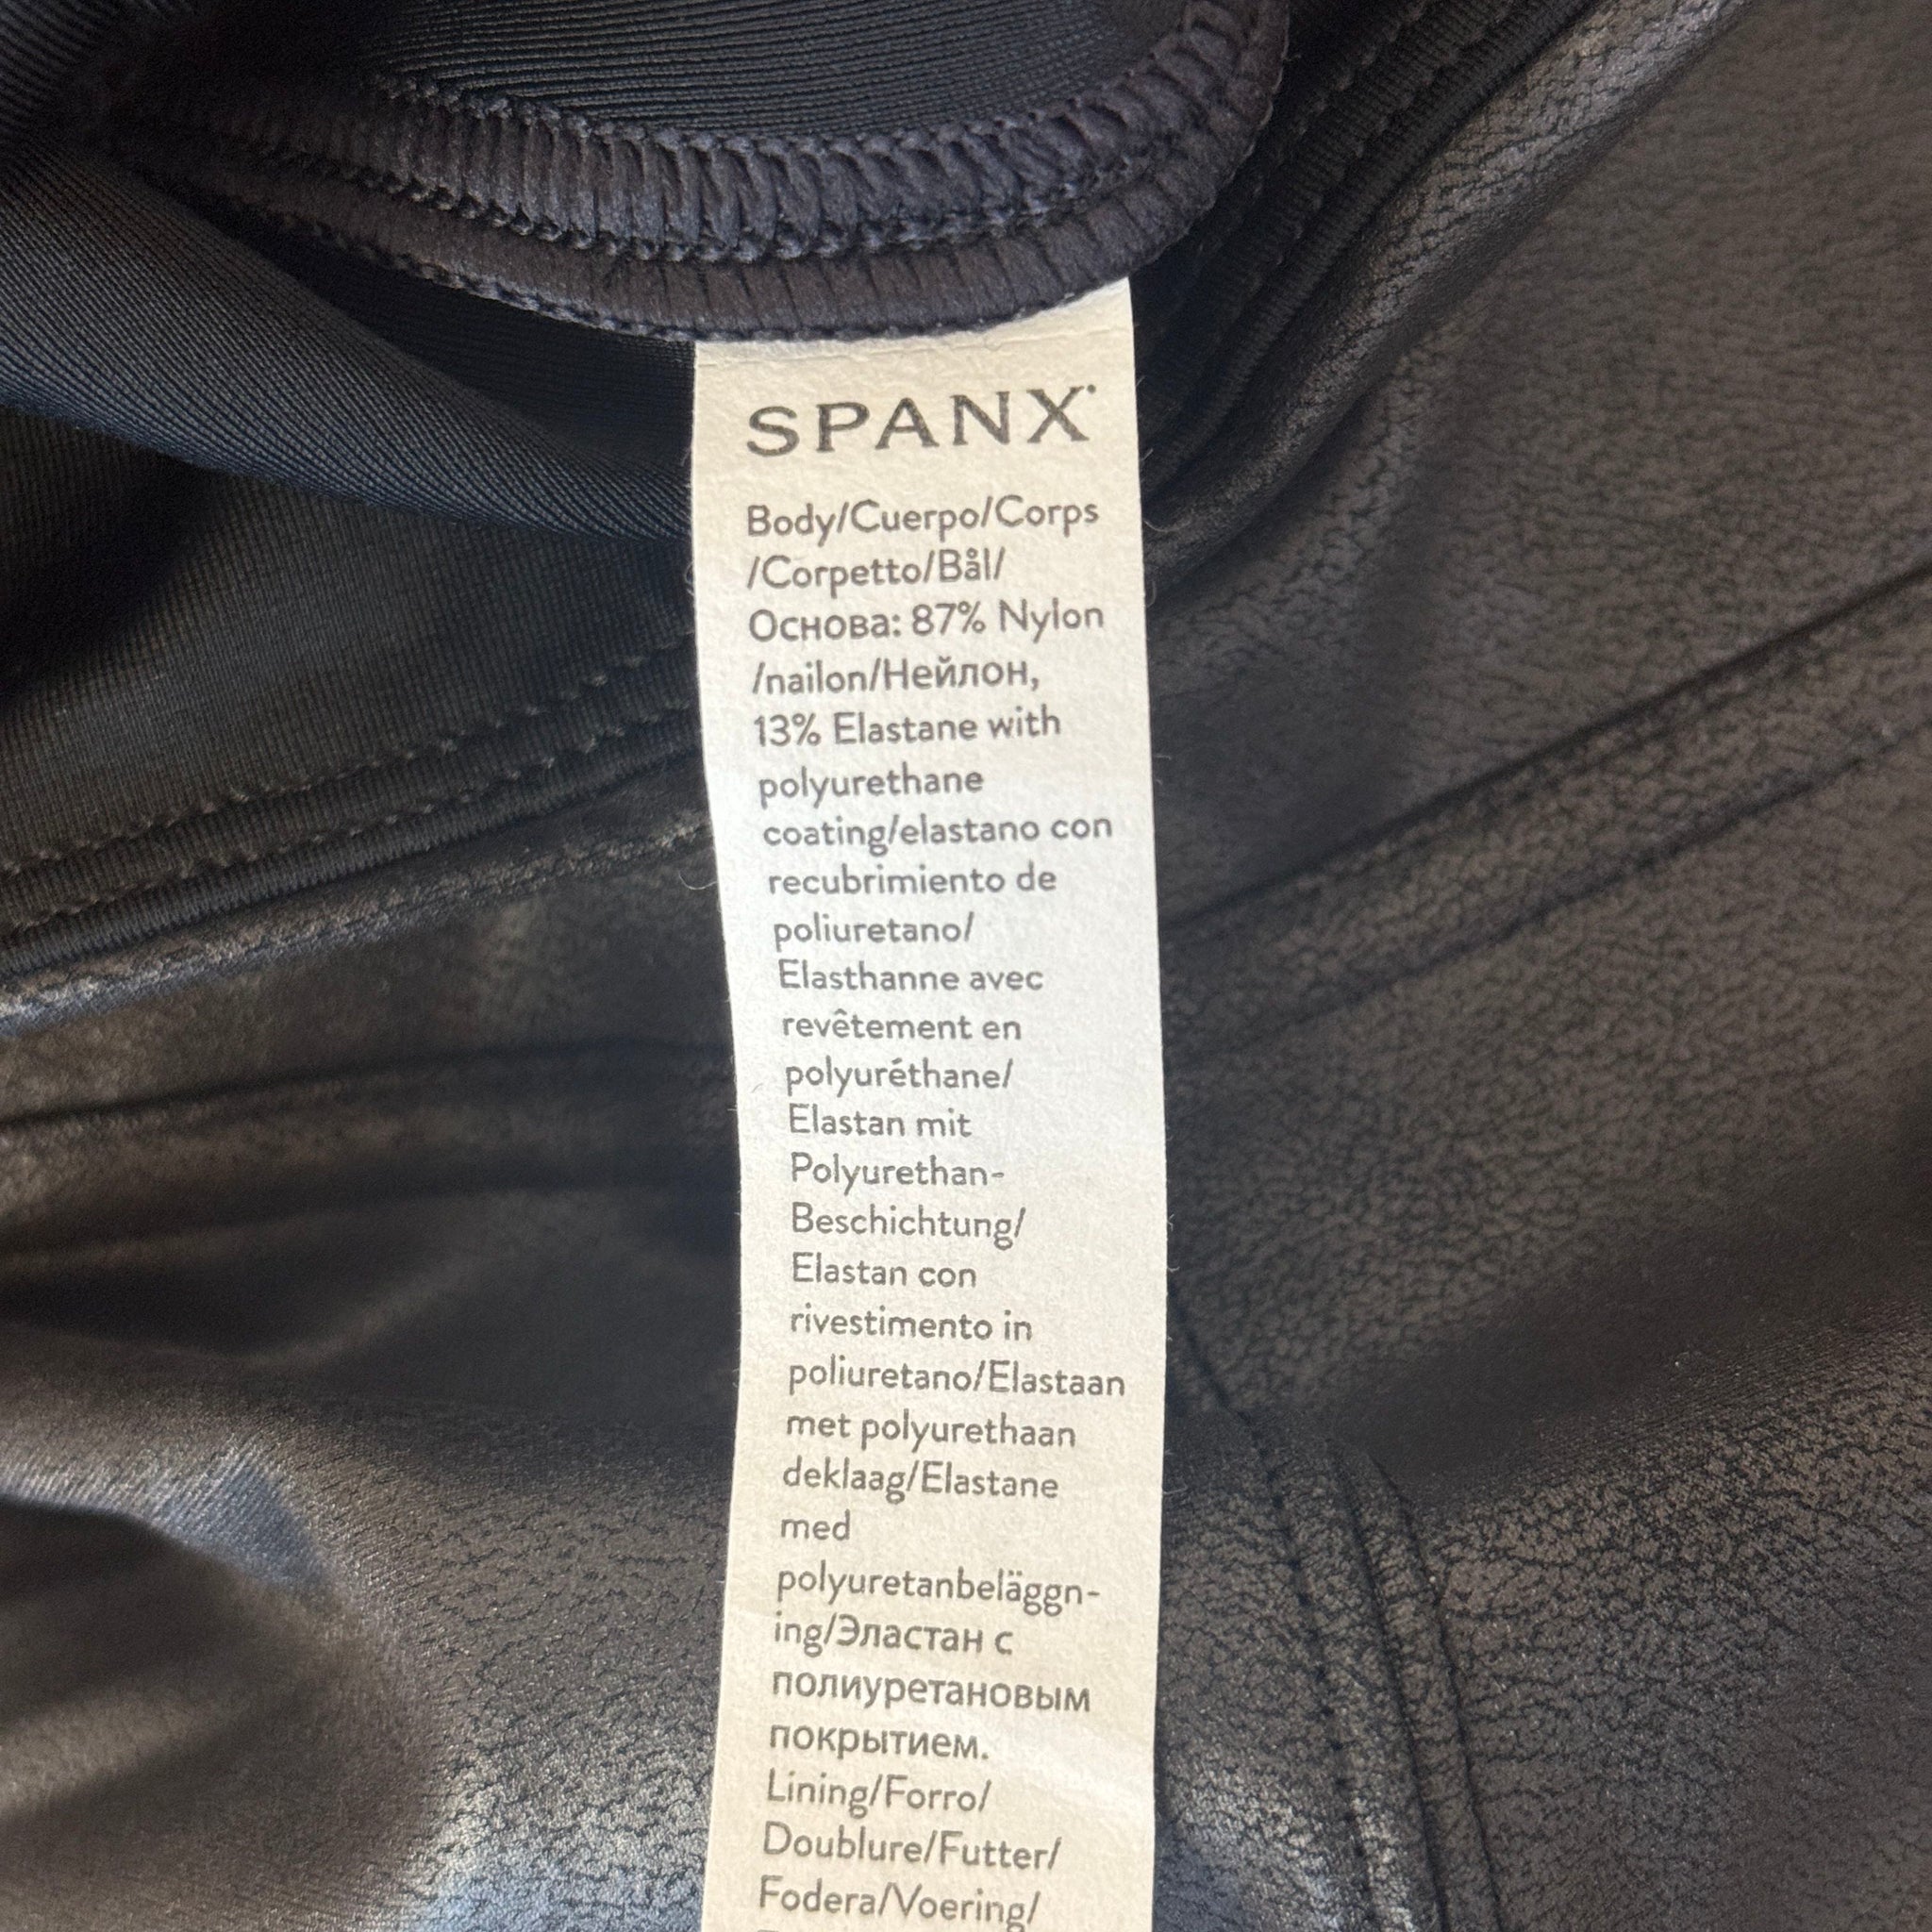 SPANX
Body/Cuerpo/Corps
/Corpetto/Bål/
Основа: 87% Nylon
/nailon/Нейлон,
13% Elastane with
polyurethane
coating/elastano con
recubrimiento de
poliuretano/
Elasthanne avec
revêtement en
polyuréthane/
Elastan mit
Polyurethan-
Beschichtung/
Elastan con
rivestimento in
poliuretano/Elastaan
met polyurethaan
deklaag/Elastane
med
polyuretanbeläggn-
ing/Эластан с
полиуретановым
покрытием.
Lining/Forro/
Doublure/Futter/
Fodera/Voering/